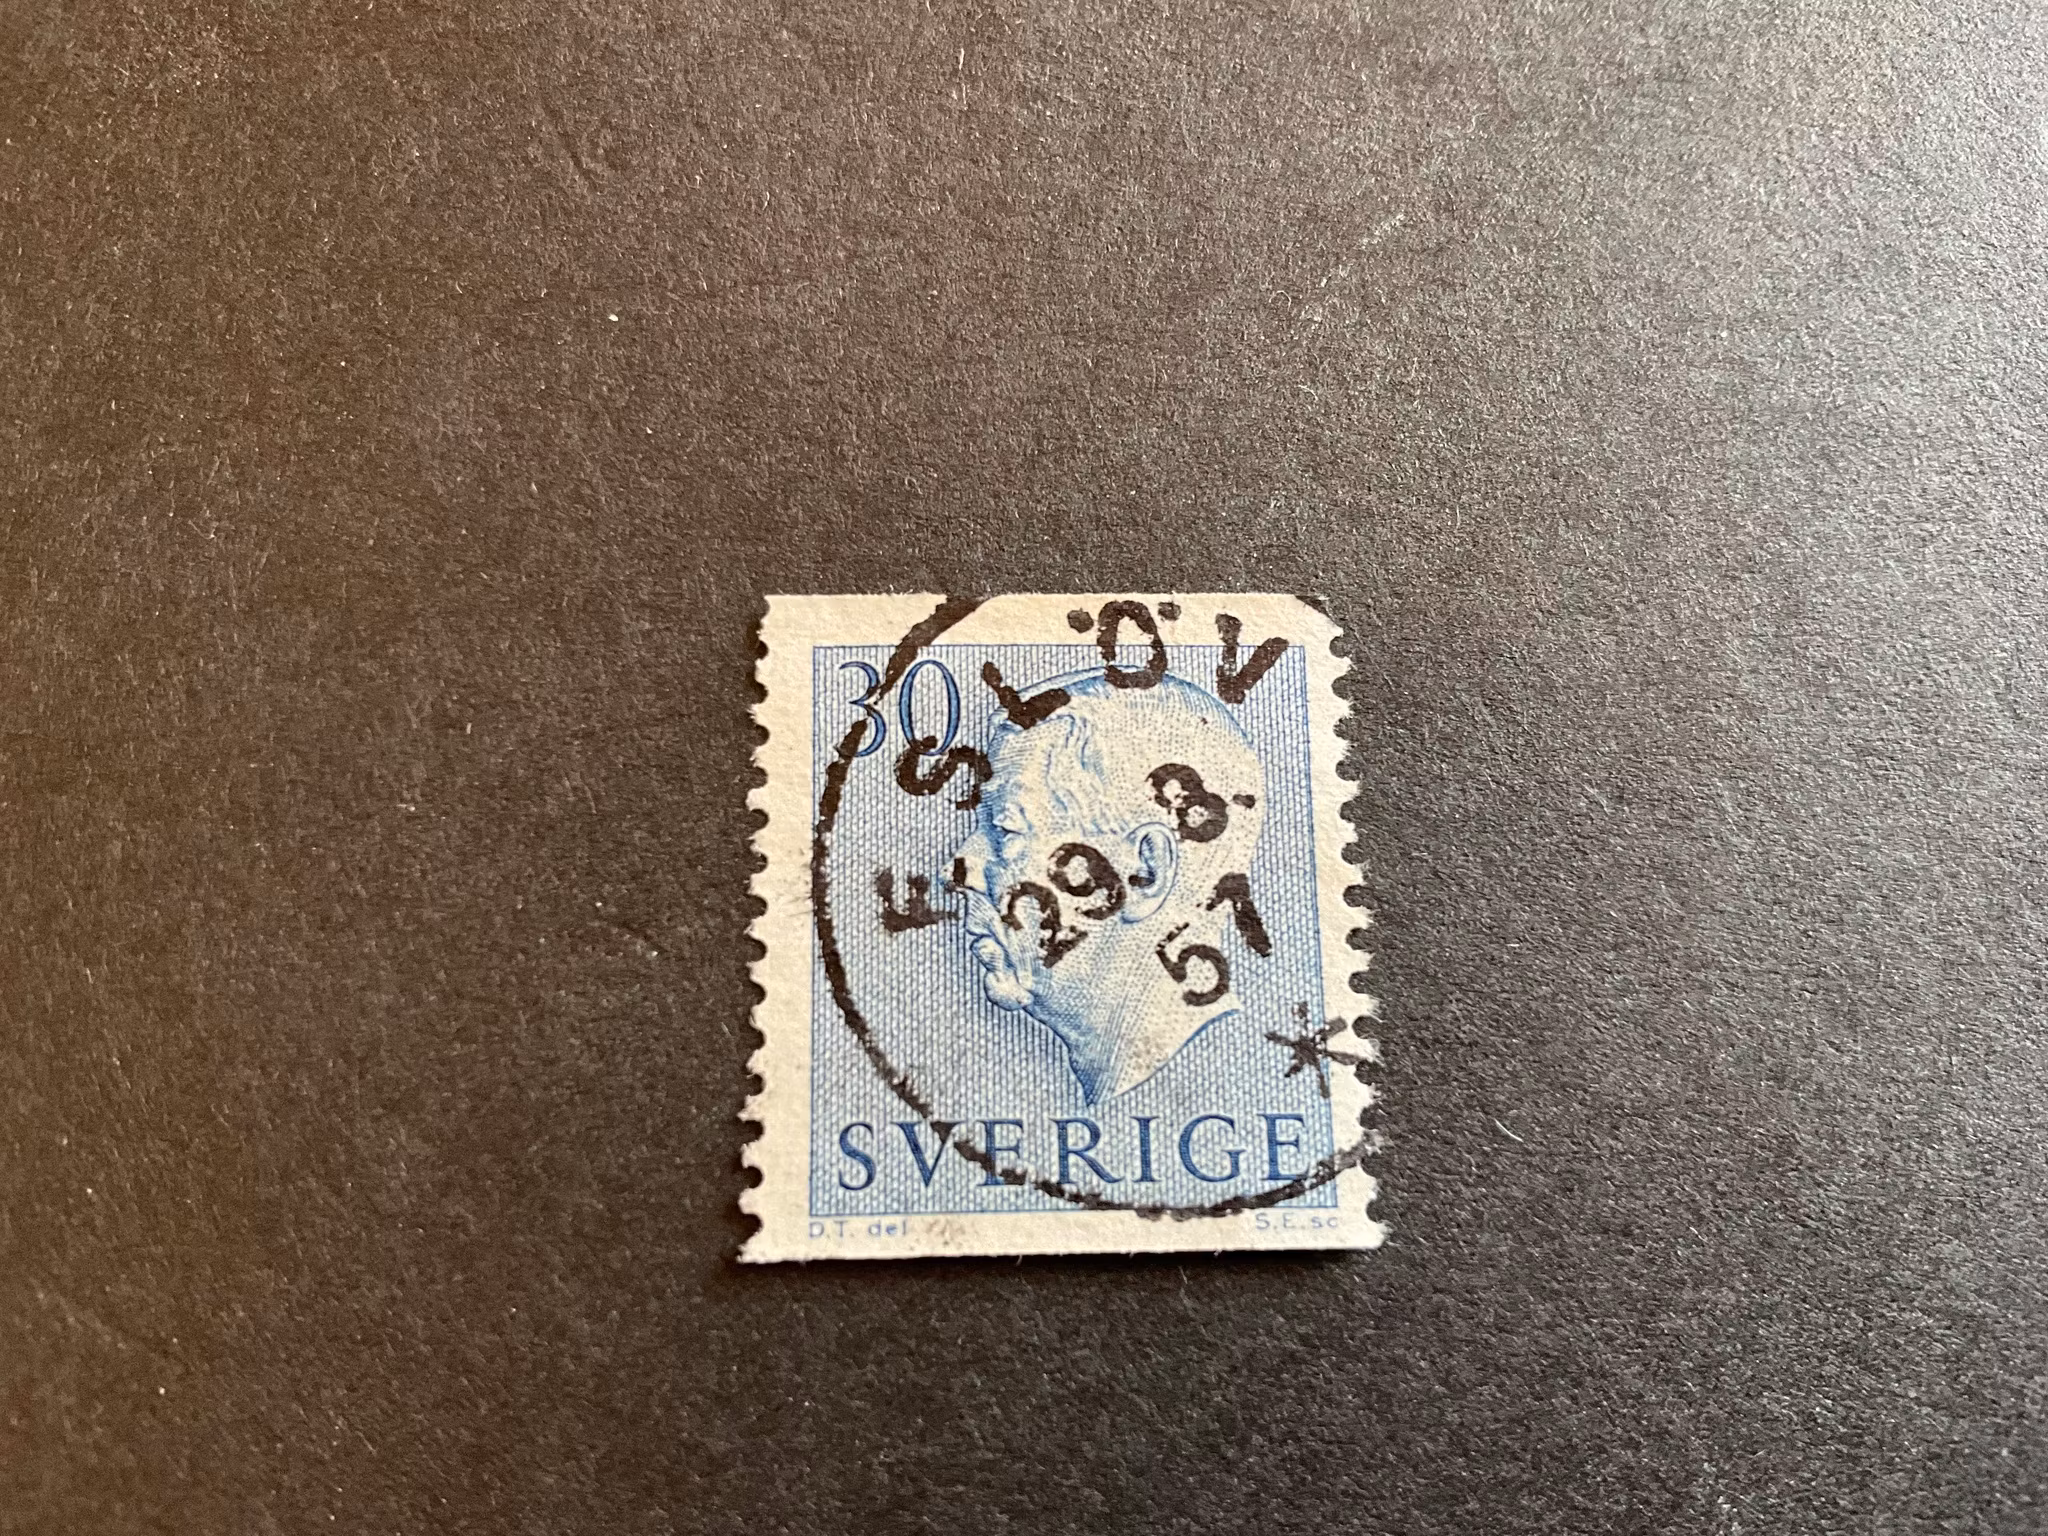 30
ESLÖV
29.8.
57
SVERIGE
D.T. del
S.E. sc